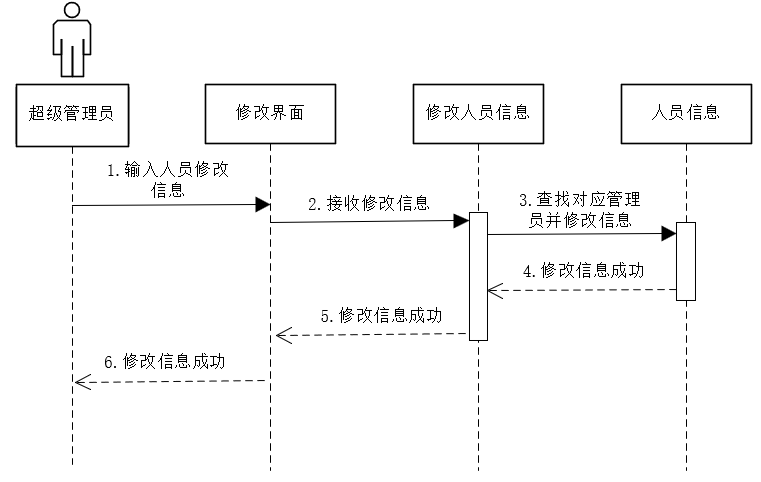 超级管理员
修改界面
修改人员信息
人员信息
1.输入人员修改
信息
2.接收修改信息
3.查找对应管理
员并修改信息
4.修改信息成功
5.修改信息成功
6.修改信息成功